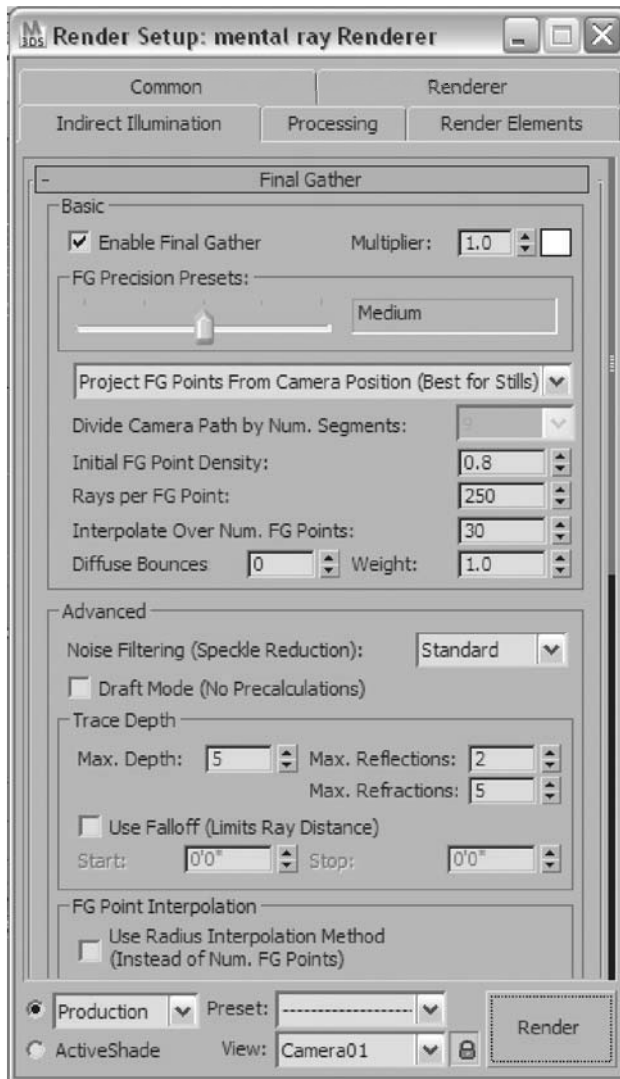 M
3DS
Render Setup: mental ray Renderer
Common Renderer
Indirect Illumination Processing Render Elements
- Final Gather
Basic
Enable Final Gather Multiplier: 1.0
FG Precision Presets:
Medium
Project FG Points From Camera Position (Best for Stills)
Divide Camera Path by Num. Segments: 9
Initial FG Point Density: 0.8
Rays per FG Point: 250
Interpolate Over Num. FG Points: 30
Diffuse Bounces 0 Weight: 1.0
Advanced
Noise Filtering (Speckle Reduction): Standard
Draft Mode (No Precalculations)
Trace Depth
Max. Depth: 5 Max. Reflections: 2
Max. Refractions: 5
Use Falloff (Limits Ray Distance)
Start: 0'0" Stop: 0'0"
FG Point Interpolation
Use Radius Interpolation Method
(Instead of Num. FG Points)
Production Preset: --------------------
ActiveShade View: Camera01
Render